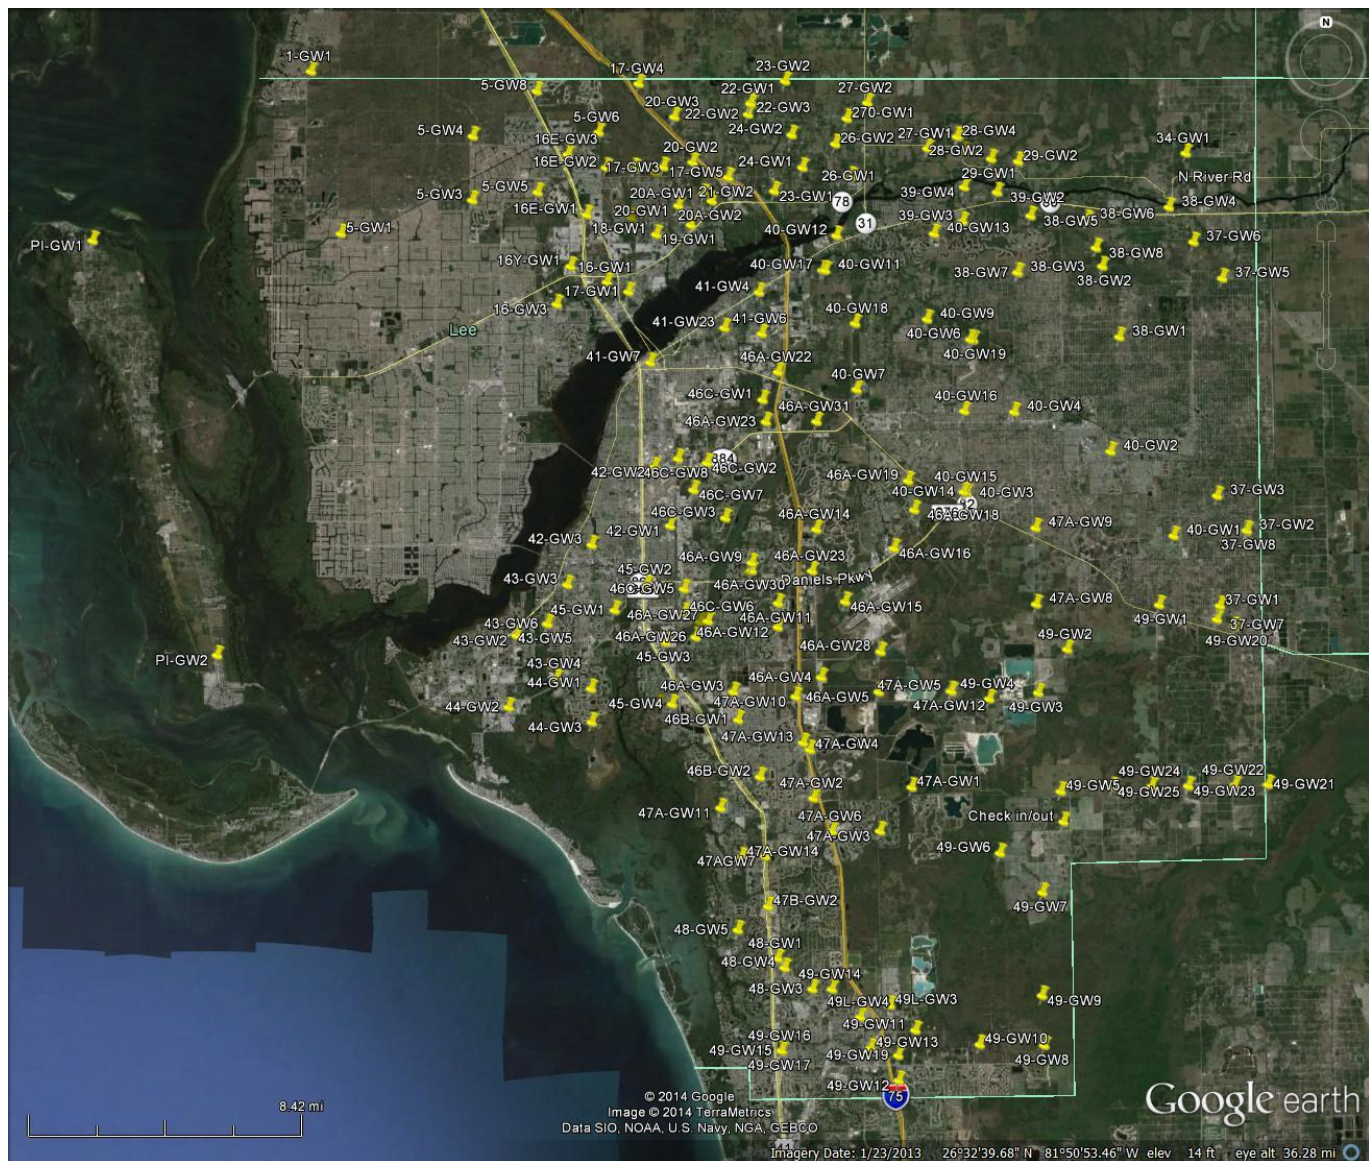 N
1-GW1
17-GW4
23-GW2
5-GW8
22-GW1
27-GW2
20-GW3
22-GW3
22-GW2
270-GW1
5-GW4
5-GW6
24-GW2
27-GW1
28-GW4
16E-GW3
26-GW2
34-GW1
20-GW2
28-GW2
29-GW2
16E-GW2
17-GW3
17-GW5
24-GW1
26-GW1
29-GW1
N River Rd
5-GW3
5-GW5
20A-GW1
21-GW2
23-GW1
39-GW4
39-GW2
78
38-GW4
16E-GW1
20-GW1
20A-GW2
39-GW3
38-GW5
38-GW6
31
5-GW1
18-GW1
19-GW1
40-GW12
40-GW13
PI-GW1
37-GW6
38-GW8
16Y-GW1
16-GW1
40-GW17
40-GW11
38-GW7
38-GW3
38-GW2
37-GW5
17-GW1
41-GW4
16-GW3
Lee
41-GW23
41-GW6
40-GW18
40-GW9
40-GW6
38-GW1
41-GW7
46A-GW22
40-GW19
40-GW7
46C-GW1
46A-GW31
40-GW16
40-GW4
46A-GW23
40-GW2
884
42-GW2
46C-GW8
46C-GW2
46A-GW19
40-GW15
46C-GW7
40-GW14
40-GW3
37-GW3
46C-GW3
46A-GW14
46A-GW18
42-GW1
47A-GW9
40-GW1
37-GW2
42-GW3
46A-GW16
37-GW8
46A-GW9
46A-GW23
45-GW2
43-GW3
46C-GW5
46A-GW30
Daniels Pkwy
45-GW1
46C-GW6
46A-GW15
47A-GW8
37-GW1
46A-GW27
46A-GW11
49-GW1
43-GW6
37-GW7
43-GW2
43-GW5
46A-GW26
46A-GW12
49-GW2
49-GW20
46A-GW28
PI-GW2
45-GW3
43-GW4
46A-GW4
44-GW1
46A-GW3
47A-GW5
49-GW4
44-GW2
45-GW4
47A-GW10
46A-GW5
47A-GW12
49-GW3
46B-GW1
44-GW3
47A-GW13
47A-GW4
46B-GW2
47A-GW2
47A-GW1
49-GW24
49-GW22
49-GW5
49-GW25
49-GW23
49-GW21
47A-GW11
47A-GW6
Check in/out
47A-GW3
49-GW6
47A-GW14
47AGW7
47B-GW2
49-GW7
48-GW5
48-GW1
48-GW4
49-GW14
48-GW3
49L-GW4
49L-GW3
49-GW9
49-GW11
49-GW16
49-GW13
49-GW10
49-GW15
49-GW19
49-GW8
49-GW17
49-GW12
75
8.42 mi
© 2014 Google
Image © 2014 TerraMetrics
Data SIO, NOAA, U.S. Navy, NGA, GEBCO
Google earth
41
Imagery Date: 1/23/2013 26°32'39.68" N 81°50'53.46" W elev 14 ft eye alt 36.28 mi